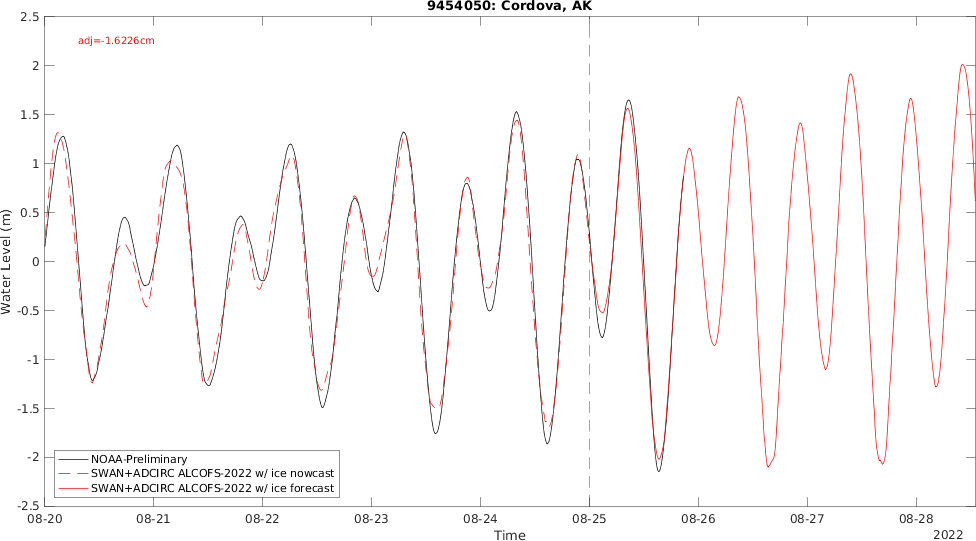 9454050: Cordova, AK
adj=-1.6226cm
2.5
2
1.5
1
0.5
0
-0.5
-1
-1.5
-2
-2.5
Water Level (m)
NOAA-Preliminary
SWAN+ADCIRC ALCOFS-2022 w/ ice nowcast
SWAN+ADCIRC ALCOFS-2022 w/ ice forecast
08-20 08-21 08-22 08-23 08-24 08-25 08-26 08-27 08-28
Time
2022